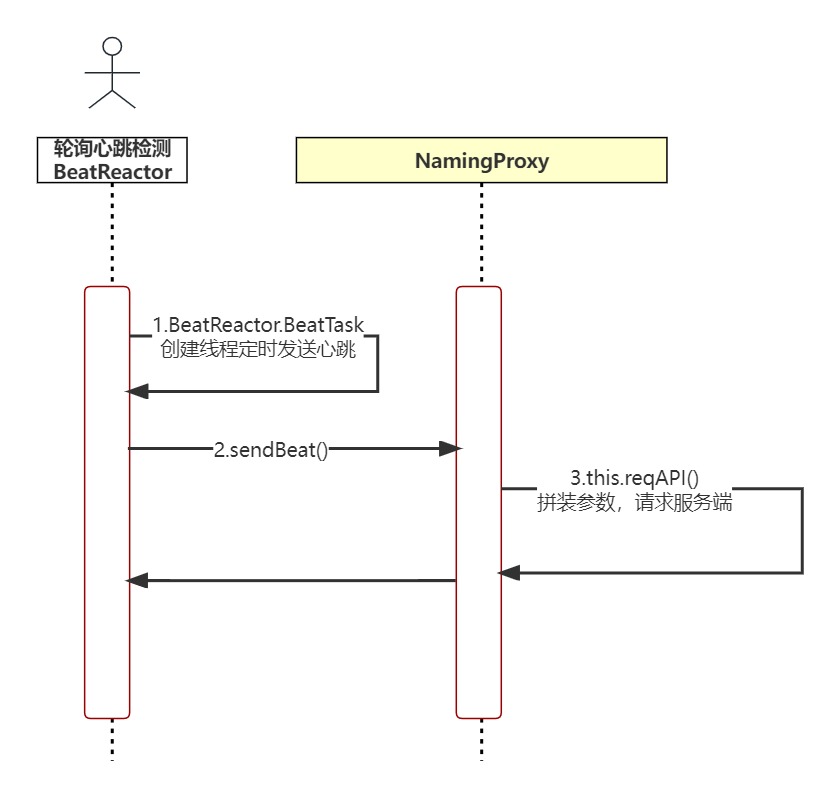 轮询心跳检测
BeatReactor
NamingProxy
1.BeatReactor.BeatTask
创建线程定时发送心跳
2.sendBeat()
3.this.reqAPI()
拼装参数，请求服务端